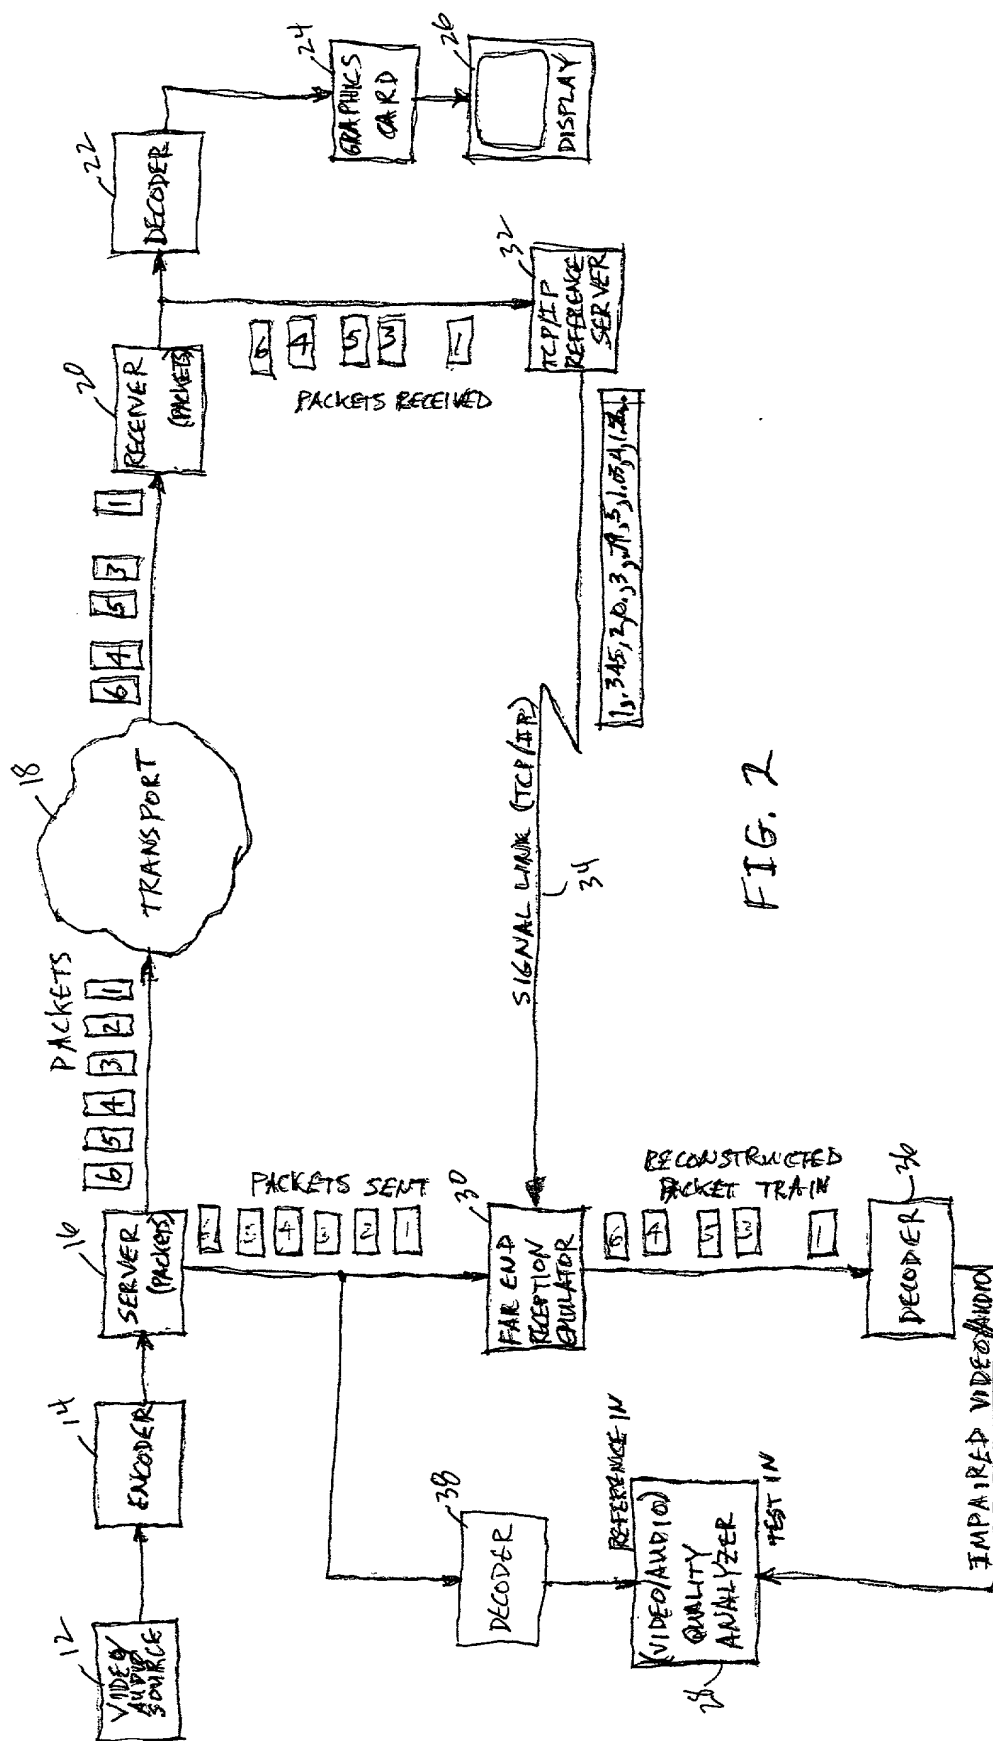 12
VIDEO/
AUDIO
SOURCE
14
ENCODER
16
SERVER
(PACKETS)
PACKETS
6 5 4 3 2 1
18
TRANSPORT
6 4 5 3 1
20
RECEIVER
(PACKETS)
22
DECODER
24
GRAPHICS
CARD
26
DISPLAY
PACKETS SENT
6 5 4 3 2 1
PACKETS RECEIVED
6 4 5 3 1
32
TCP/IP
REFERENCE
SERVER
SIGNAL LINK (TCP/IP)
34
30
FAR END
RECEPTION
EMULATOR
RECONSTRUCTED
PACKET TRAIN
6 4 5 3 1
36
DECODER
38
DECODER
REFERENCE IN
(VIDEO/AUDIO)
QUALITY
ANALYZER
28
TEST IN
IMPAIRED VIDEO/AUDIO
FIG. 2